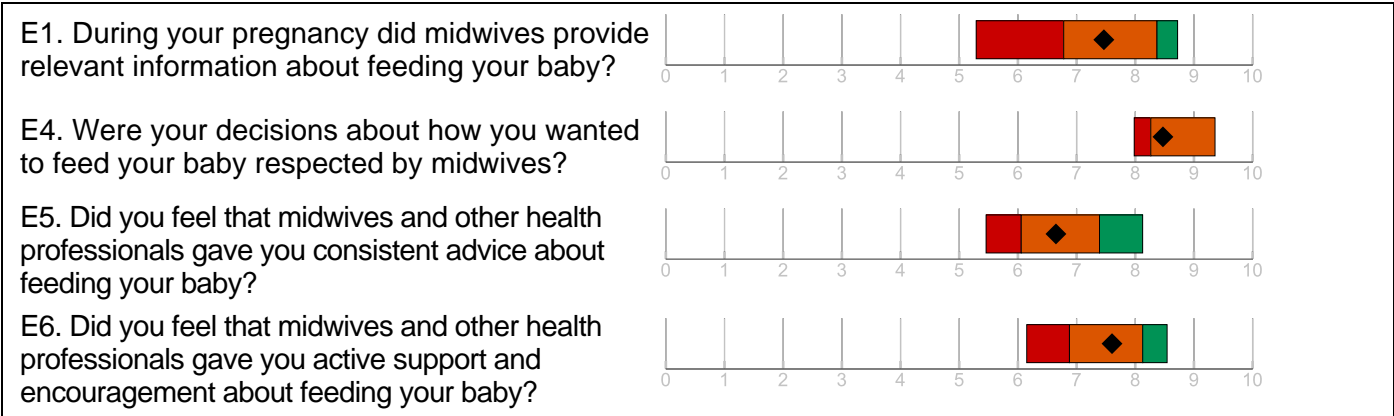 E1. During your pregnancy did midwives provide
relevant information about feeding your baby?
0 1 2 3 4 5 6 7 8 9 10
E4. Were your decisions about how you wanted
to feed your baby respected by midwives?
0 1 2 3 4 5 6 7 8 9 10
E5. Did you feel that midwives and other health
professionals gave you consistent advice about
feeding your baby?
0 1 2 3 4 5 6 7 8 9 10
E6. Did you feel that midwives and other health
professionals gave you active support and
encouragement about feeding your baby?
0 1 2 3 4 5 6 7 8 9 10